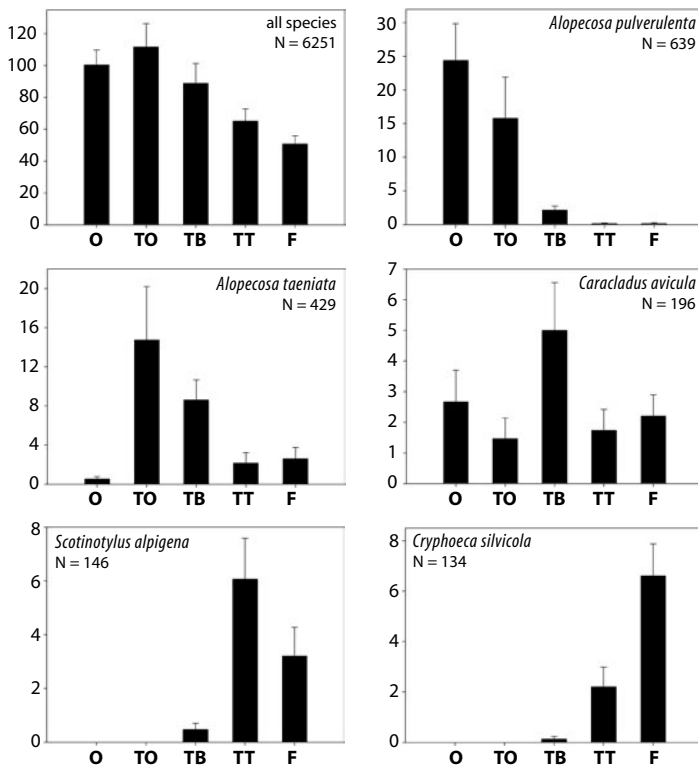 all species
N = 6251
120
100
80
60
40
20
0
O TO TB TT F
Alopecosa pulverulenta
N = 639
35
30
25
20
15
10
5
0
O TO TB TT F
Alopecosa taeniata
N = 429
20
16
12
8
4
0
O TO TB TT F
Caracladus avicula
N = 196
7
6
5
4
3
2
1
0
O TO TB TT F
Scotinotylus alpigena
N = 146
8
6
4
2
0
O TO TB TT F
Cryphoeca silvicola
N = 134
8
6
4
2
0
O TO TB TT F